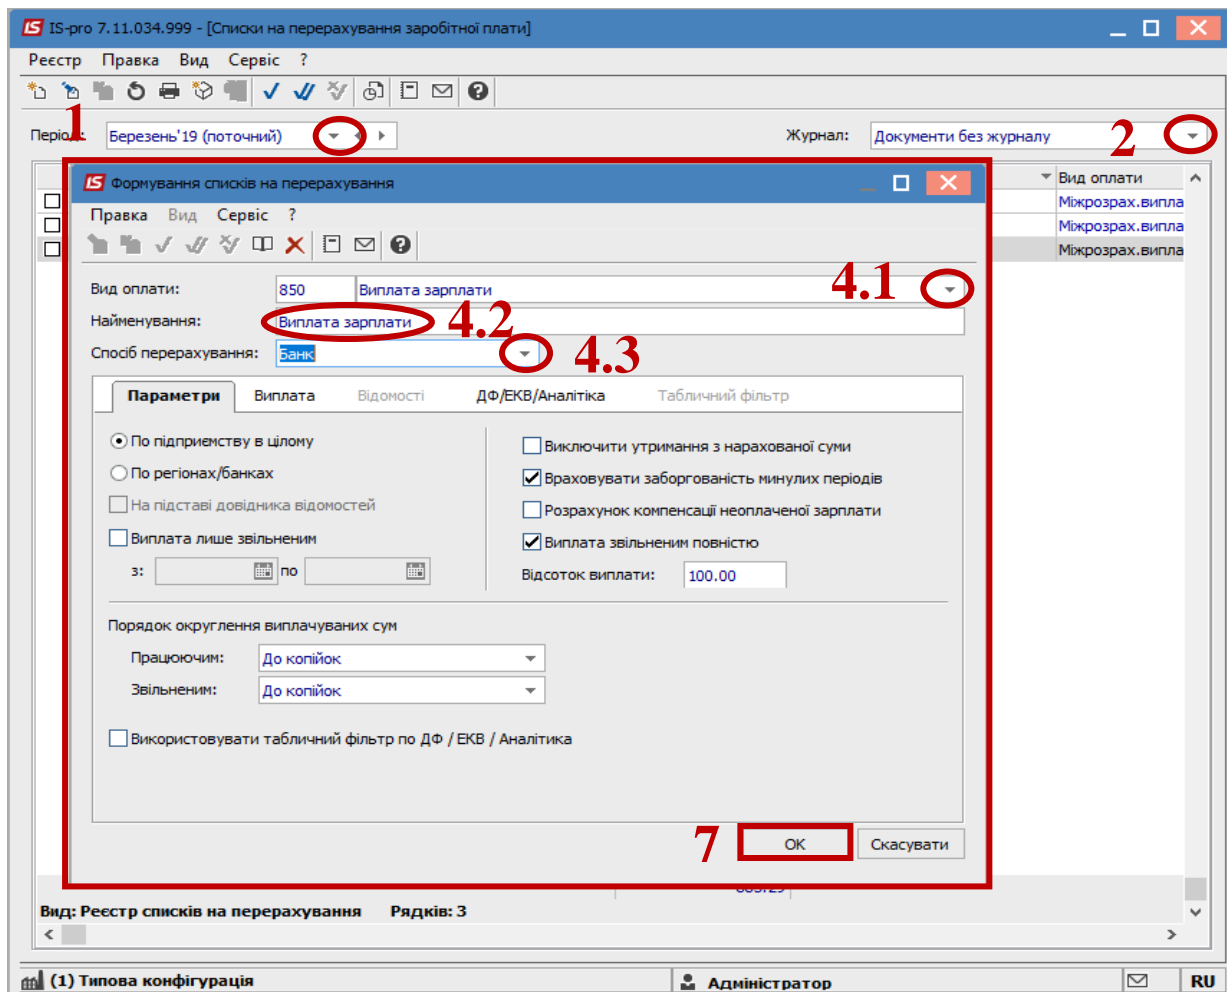 IS-pro 7.11.034.999 - [Списки на перерахування заробітної плати]
Реєстр Правка Вид Сервіс ?
1
Період: Березень'19 (поточний) Журнал: Документи без журналу 2
Формування списків на перерахування
Вид оплати
Міжрозрах.випла
Міжрозрах.випла
Міжрозрах.випла
Правка Вид Сервіс ?
Вид оплати: 850 Виплата зарплати 4.1
Найменування: Виплата зарплати 4.2
Спосіб перерахування: Банк 4.3
Параметри Виплата Відомості ДФ/ЕКВ/Аналітика Табличний фільтр
По підприємству в цілому
По регіонах/банках
На підставі довідника відомостей
Виплата лише звільненим
з: по
Виключити утримання з нарахованої суми
Враховувати заборгованість минулих періодів
Розрахунок компенсації неоплаченої зарплати
Виплата звільненим повністю
Відсоток виплати: 100.00
Порядок округлення виплачуваних сум
Працюючим: До копійок
Звільненим: До копійок
Використовувати табличний фільтр по ДФ / ЕКВ / Аналітика
7 OK Скасувати
Вид: Реєстр списків на перерахування Рядків: 3
(1) Типова конфігурація Адміністратор RU